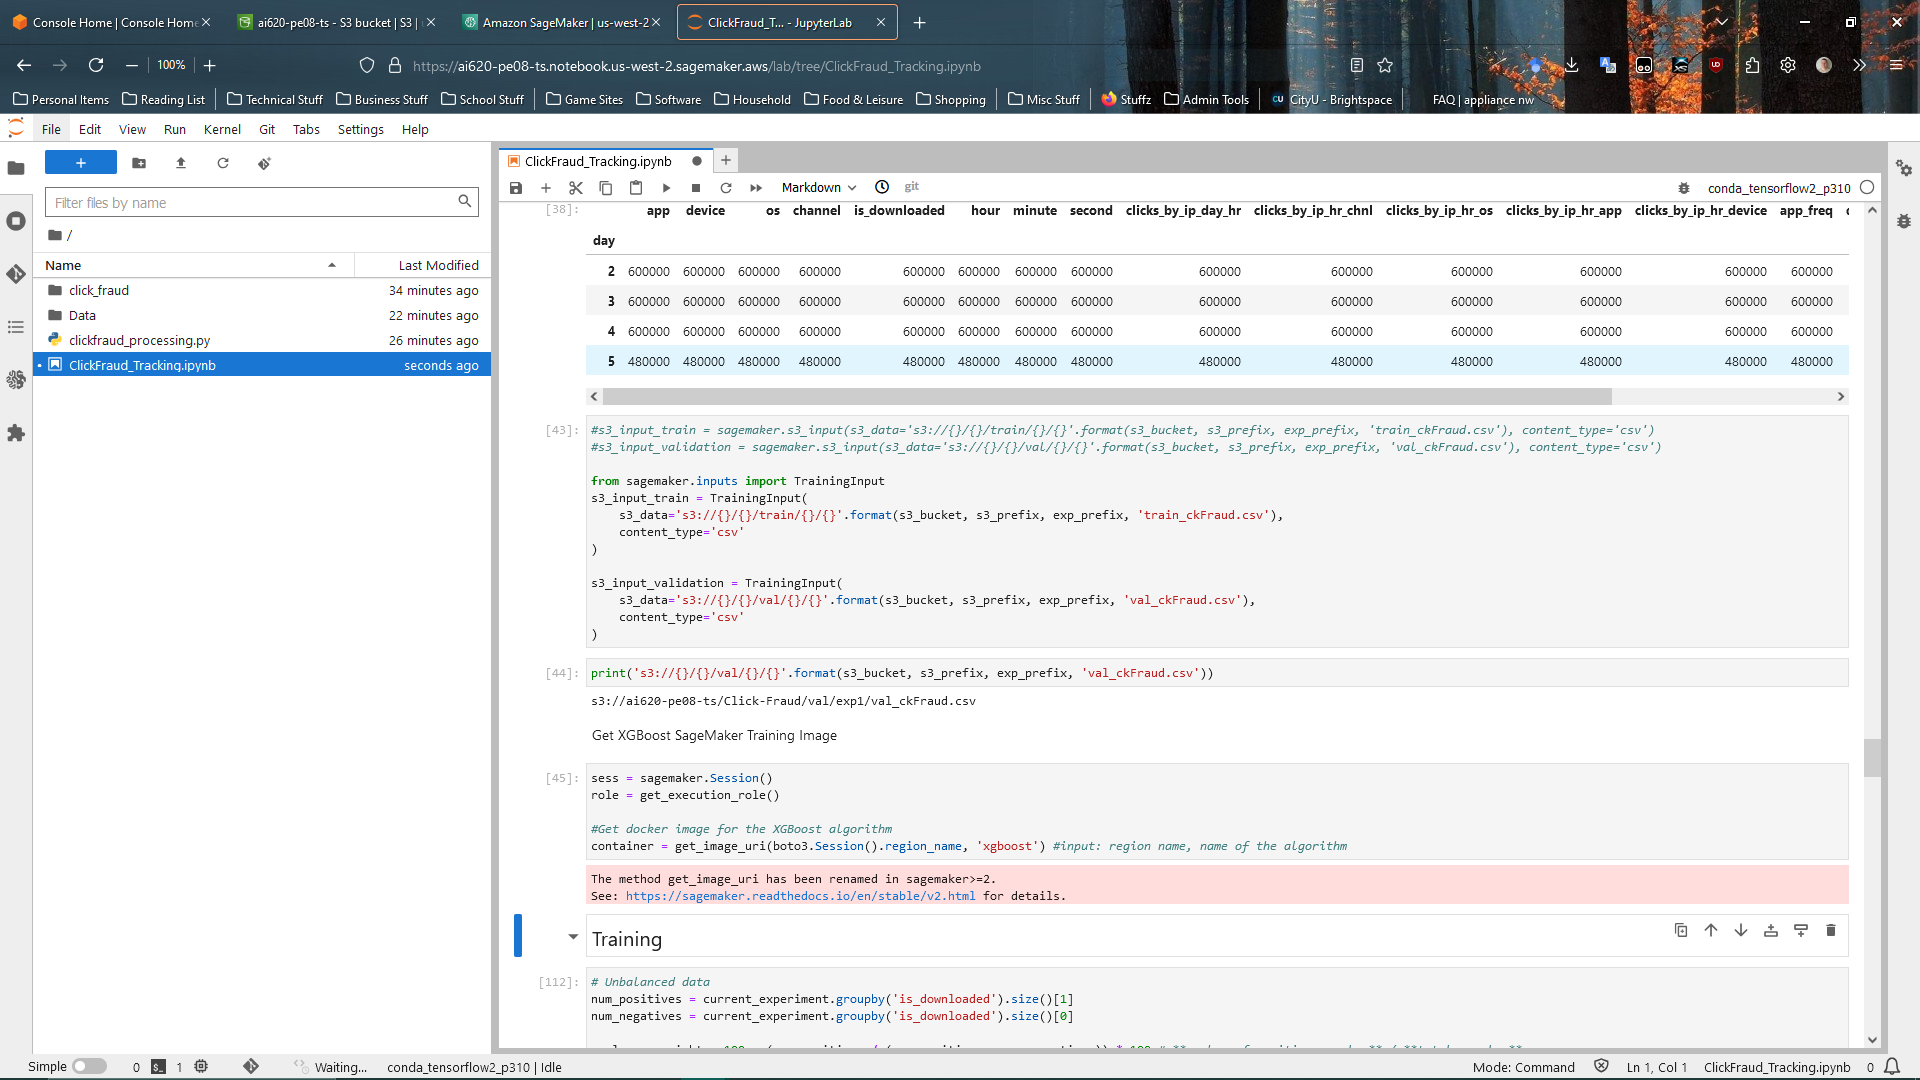 Console Home | Console Home
ai620-pe08-ts - S3 bucket | S3 |
Amazon SageMaker | us-west-2
ClickFraud_T... - JupyterLab
100%
https://ai620-pe08-ts.notebook.us-west-2.sagemaker.aws/lab/tree/ClickFraud_Tracking.ipynb
Personal Items
Reading List
Technical Stuff
Business Stuff
School Stuff
Game Sites
Software
Household
Food & Leisure
Shopping
Misc Stuff
Stuffz
Admin Tools
CityU - Brightspace
FAQ | appliance nw
File Edit View Run Kernel Git Tabs Settings Help
Filter files by name
/
Name Last Modified
click_fraud 34 minutes ago
Data 22 minutes ago
clickfraud_processing.py 26 minutes ago
ClickFraud_Tracking.ipynb seconds ago
ClickFraud_Tracking.ipynb
Markdown
git
conda_tensorflow2_p310
[38]: app device os channel is_downloaded hour minute second clicks_by_ip_day_hr clicks_by_ip_hr_chnl clicks_by_ip_hr_os clicks_by_ip_hr_app clicks_by_ip_hr_device app_freq
day
2 600000 600000 600000 600000 600000 600000 600000 600000 600000 600000 600000 600000 600000 600000
3 600000 600000 600000 600000 600000 600000 600000 600000 600000 600000 600000 600000 600000 600000
4 600000 600000 600000 600000 600000 600000 600000 600000 600000 600000 600000 600000 600000 600000
5 480000 480000 480000 480000 480000 480000 480000 480000 480000 480000 480000 480000 480000 480000
[43]: #s3_input_train = sagemaker.s3_input(s3_data='s3://{}/{}/train/{}/{}'.format(s3_bucket, s3_prefix, exp_prefix, 'train_ckFraud.csv'), content_type='csv')
#s3_input_validation = sagemaker.s3_input(s3_data='s3://{}/{}/val/{}/{}'.format(s3_bucket, s3_prefix, exp_prefix, 'val_ckFraud.csv'), content_type='csv')
from sagemaker.inputs import TrainingInput
s3_input_train = TrainingInput(
s3_data='s3://{}/{}/train/{}/{}'.format(s3_bucket, s3_prefix, exp_prefix, 'train_ckFraud.csv'),
content_type='csv'
)
s3_input_validation = TrainingInput(
s3_data='s3://{}/{}/val/{}/{}'.format(s3_bucket, s3_prefix, exp_prefix, 'val_ckFraud.csv'),
content_type='csv'
)
[44]: print('s3://{}/{}/val/{}/{}'.format(s3_bucket, s3_prefix, exp_prefix, 'val_ckFraud.csv'))
s3://ai620-pe08-ts/Click-Fraud/val/exp1/val_ckFraud.csv
Get XGBoost SageMaker Training Image
[45]: sess = sagemaker.Session()
role = get_execution_role()
#Get docker image for the XGBoost algorithm
container = get_image_uri(boto3.Session().region_name, 'xgboost') #input: region name, name of the algorithm
The method get_image_uri has been renamed in sagemaker>=2.
See: https://sagemaker.readthedocs.io/en/stable/v2.html for details.
Training
[112]: # Unbalanced data
num_positives = current_experiment.groupby('is_downloaded').size()[1]
num_negatives = current_experiment.groupby('is_downloaded').size()[0]
Simple 0 1 Waiting... conda_tensorflow2_p310 | Idle Mode: Command Ln 1, Col 1 ClickFraud_Tracking.ipynb 0